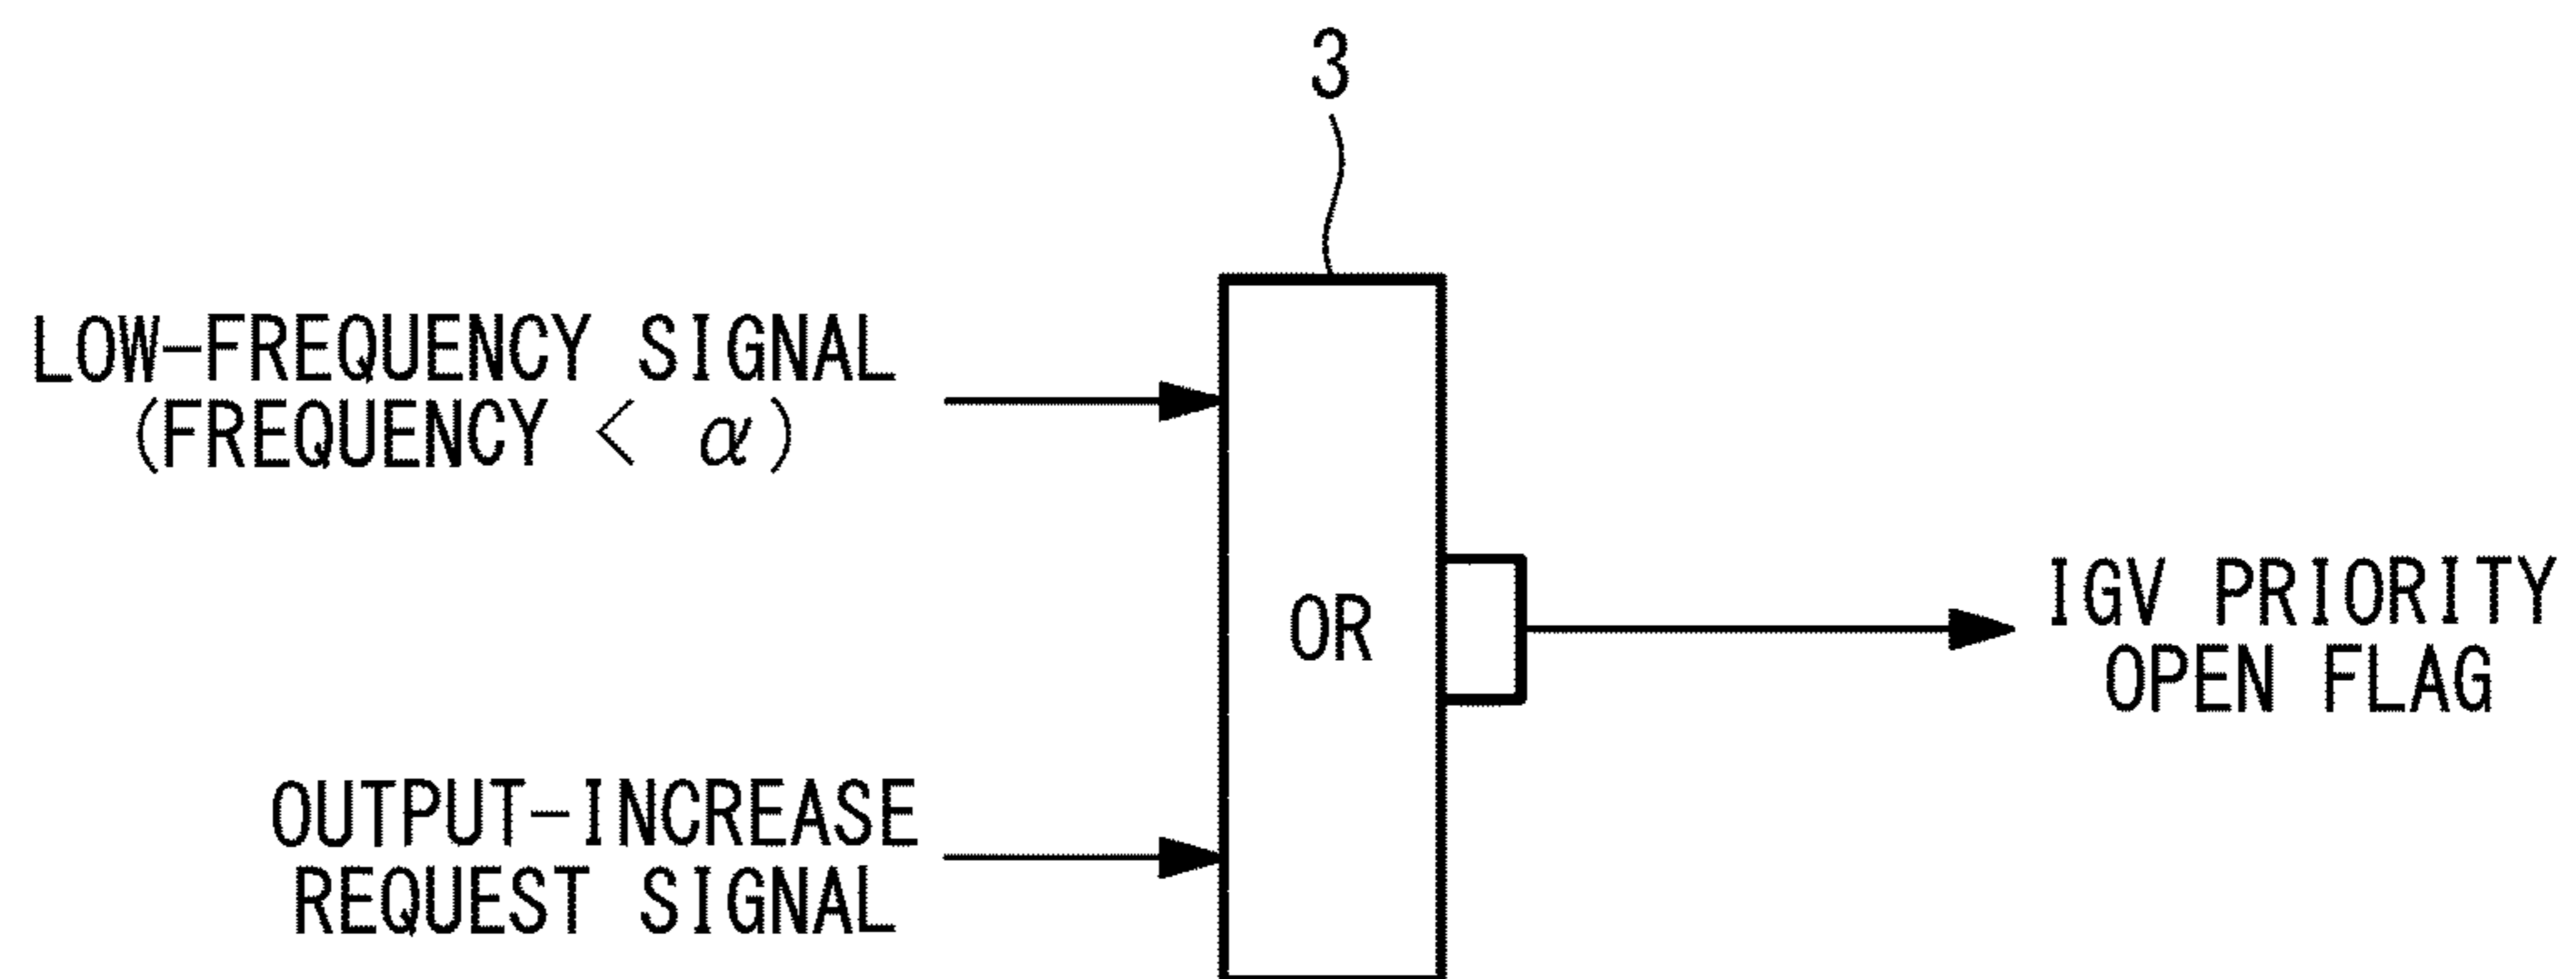 3
LOW-FREQUENCY SIGNAL
(FREQUENCY < α)
OR
IGV PRIORITY
OPEN FLAG
OUTPUT-INCREASE
REQUEST SIGNAL